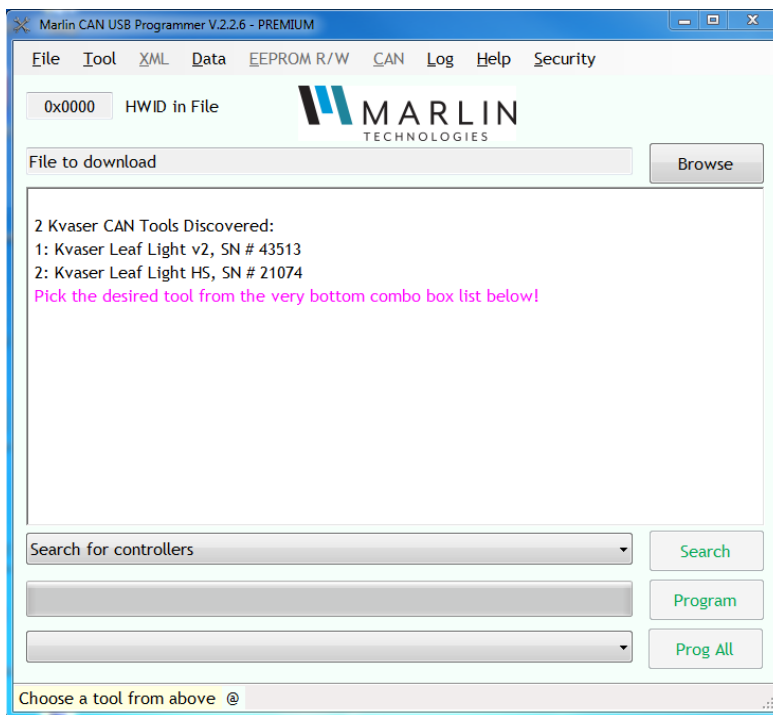 Marlin CAN USB Programmer V.2.2.6 - PREMIUM
File Tool XML Data EEPROM R/W CAN Log Help Security
0x0000 HWID in File
MARLIN
TECHNOLOGIES
File to download Browse
2 Kvaser CAN Tools Discovered:
1: Kvaser Leaf Light v2, SN # 43513
2: Kvaser Leaf Light HS, SN # 21074
Pick the desired tool from the very bottom combo box list below!
Search for controllers Search
Program
Prog All
Choose a tool from above @